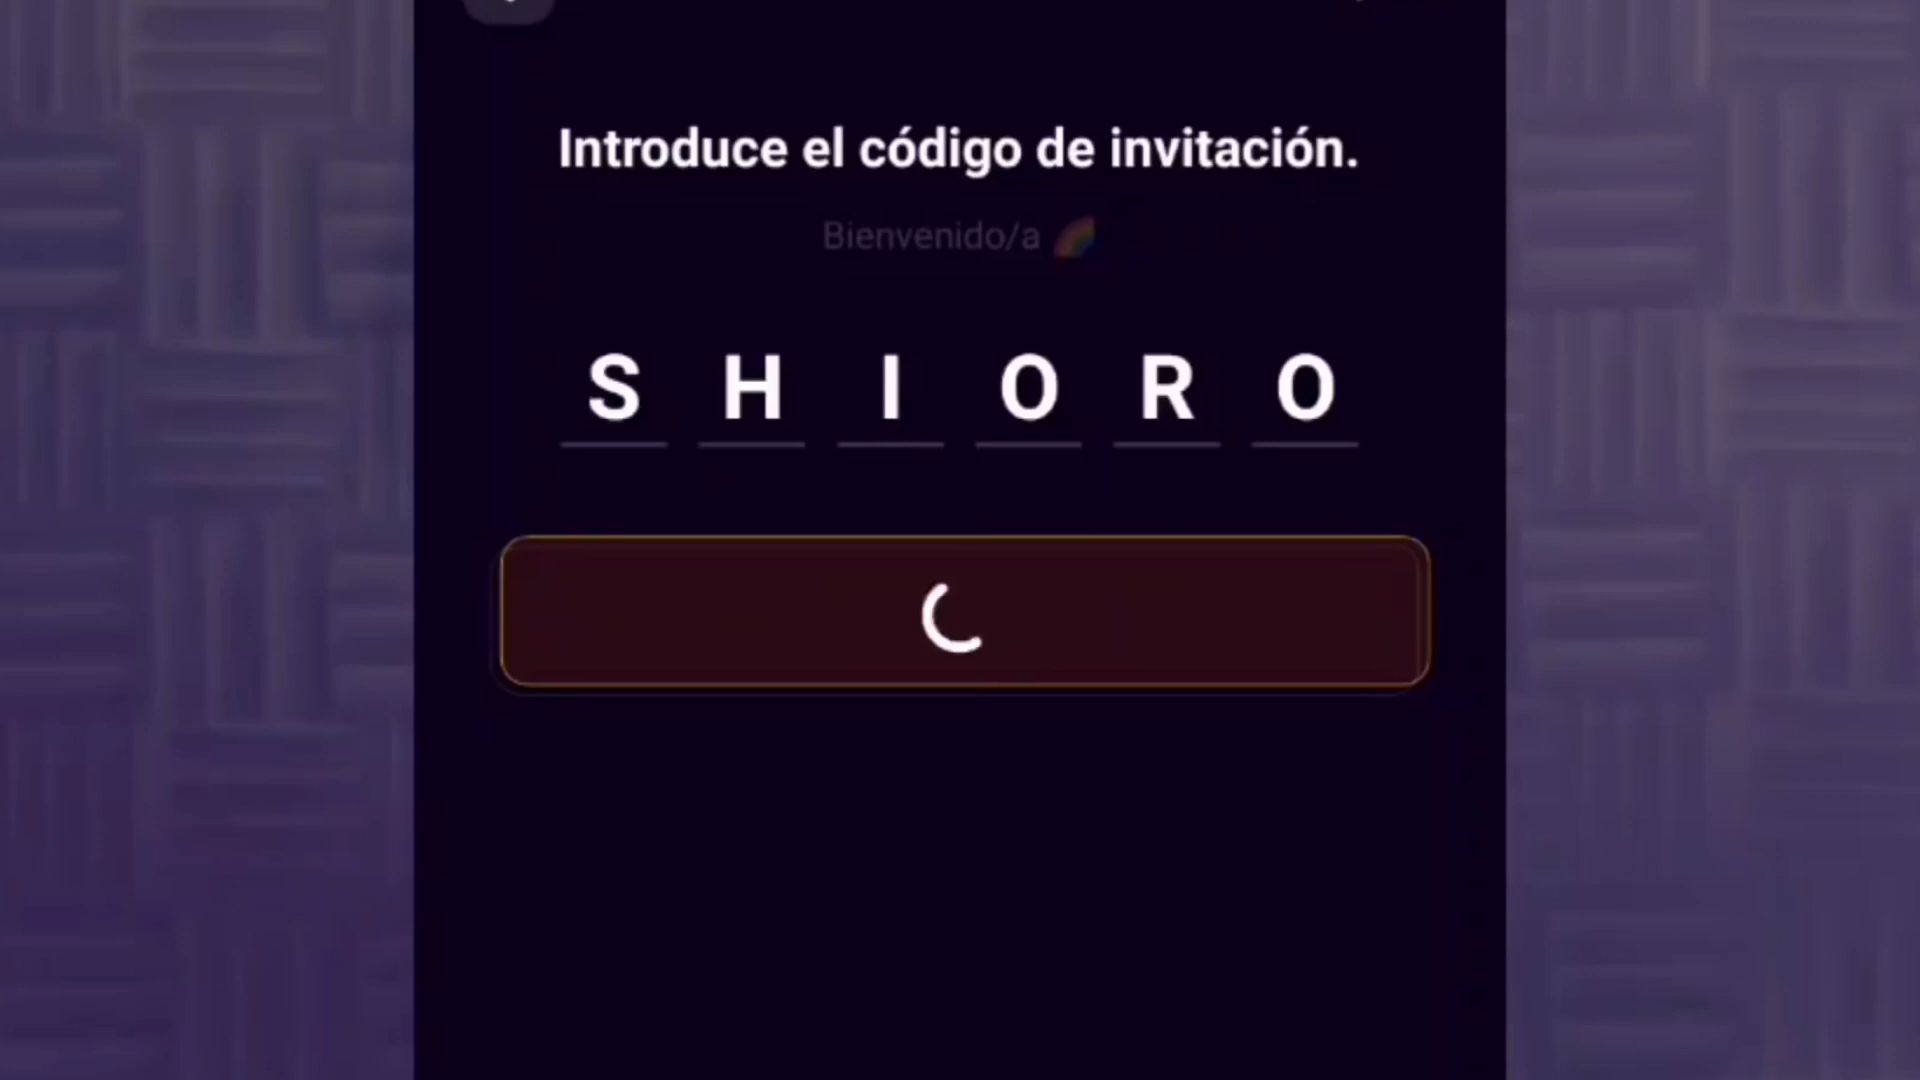 Introduce el código de invitación.
Bienvenido/a 🌈
S H I O R O